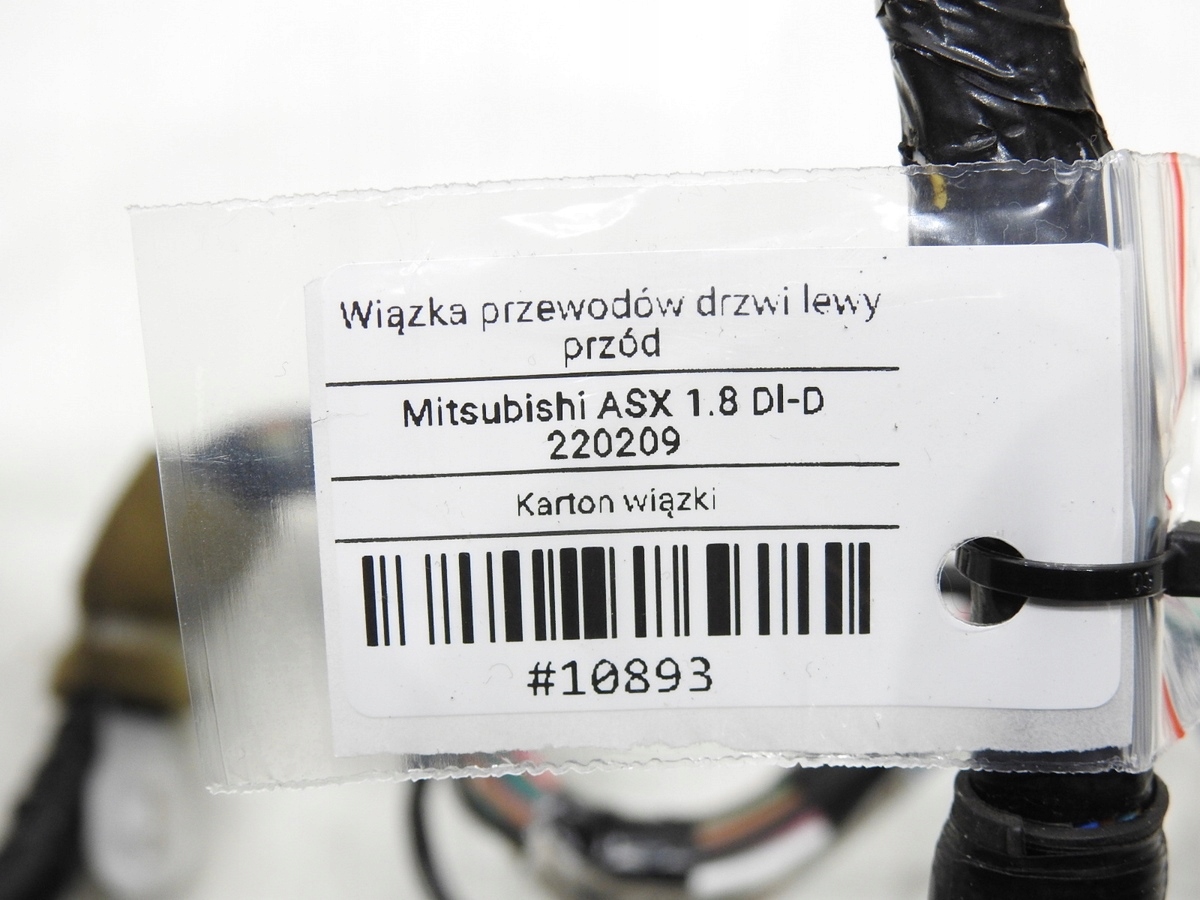 Wiązka przewodów drzwi lewy
przód
Mitsubishi ASX 1.8 DI-D
220209
Karton wiązki
#10893